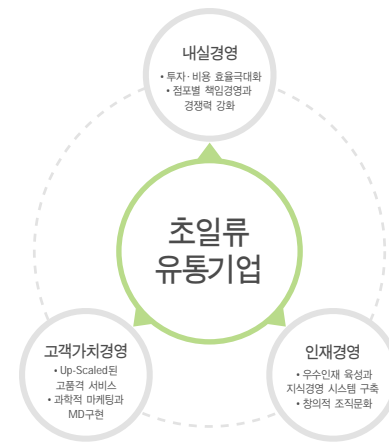 내실경영
• 투자·비용 효율극대화
• 점포별 책임경영과
경쟁력 강화
초일류
유통기업
고객가치경영
• Up-Scaled된
고품격 서비스
• 과학적 마케팅과
MD구현
인재경영
• 우수인재 육성과
지식경영 시스템 구축
• 창의적 조직문화